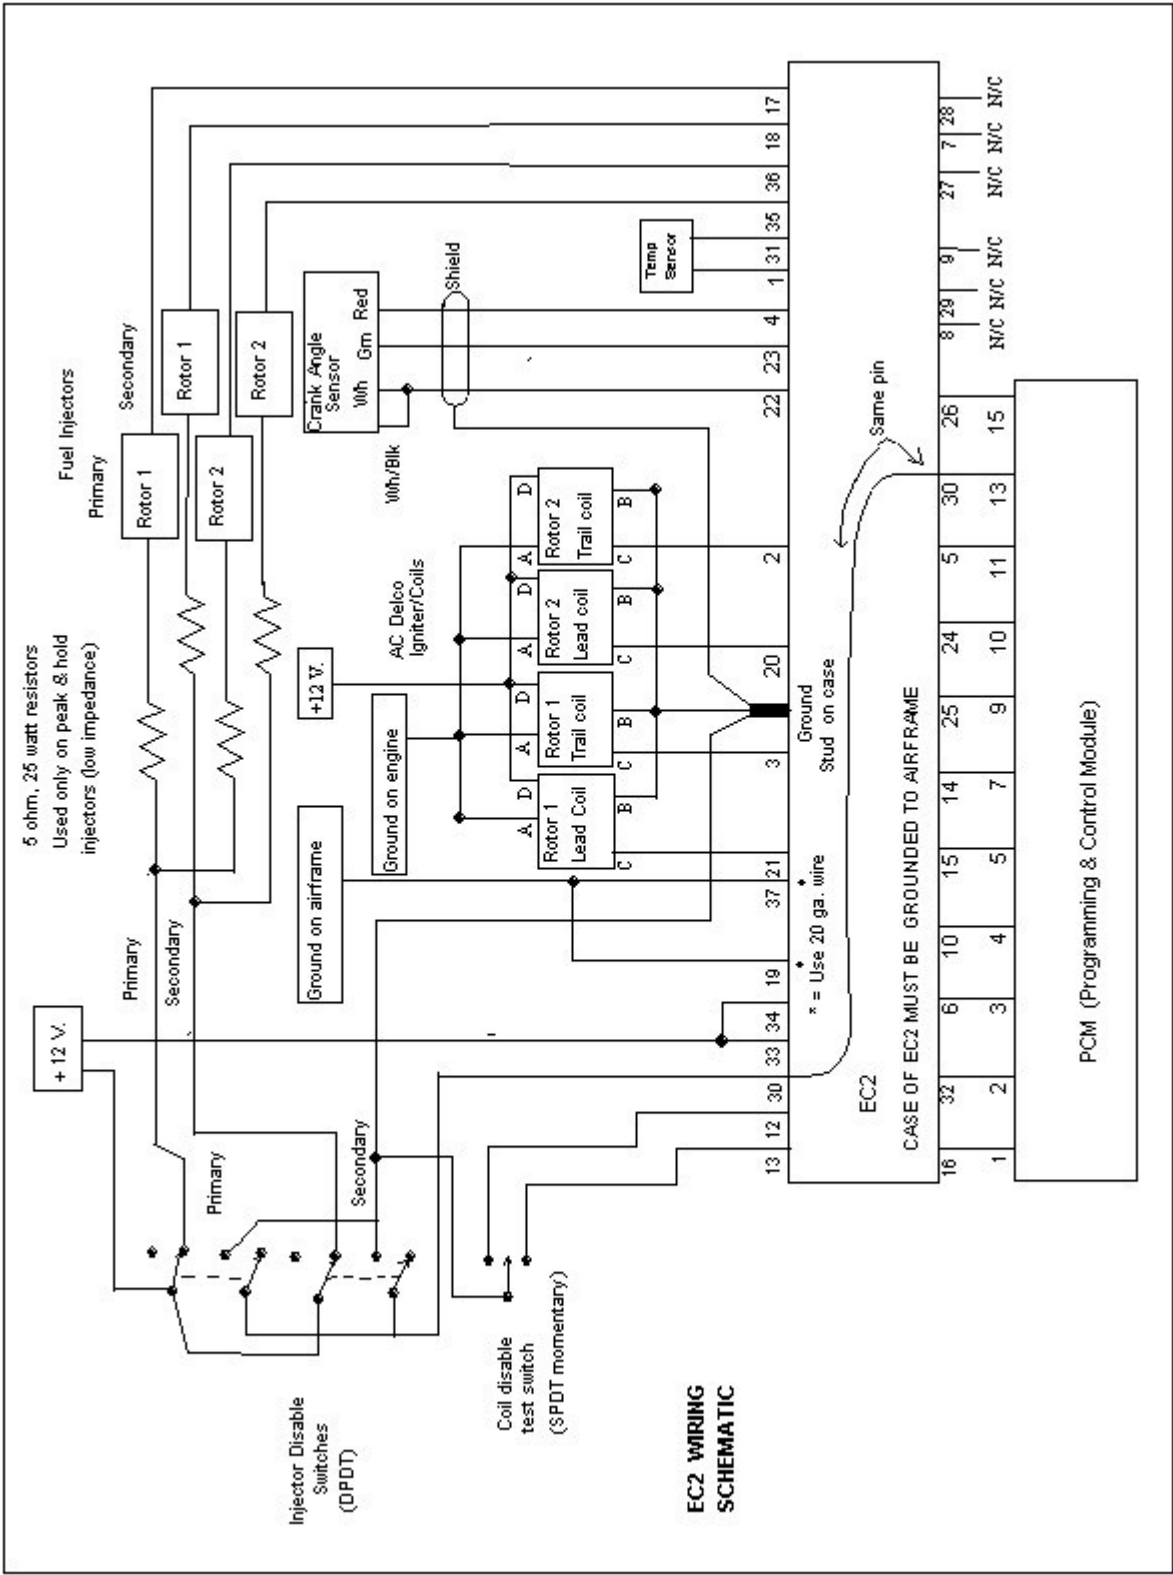 5 ohm, 25 watt resistors
Used only on peak & hold
injectors (low impedance)
Fuel Injectors
Primary
Secondary
Rotor 1
Rotor 1
Rotor 2
Rotor 2
Primary
Secondary
+12 V.
Primary
Secondary
Injector Disable
Switches
(DPDT)
Coil disable
test switch
(SPDT momentary)
EC2 WIRING
SCHEMATIC
Ground on airframe
Ground on engine
+12 V.
AC Delco
Igniter/Coils
Wh/Blk
Crank Angle
Sensor
Wh Grn Red
Shield
Temp
Sensor
A D
Rotor 1
Lead Coil
C B
A D
Rotor 1
Trail coil
C B
A D
Rotor 2
Lead coil
C B
A D
Rotor 2
Trail coil
C B
13 12 30 33 34 19 37 21 3 20 2 22 23 4 1 31 35 36 18 17
Ground
Stud on case
* = Use 20 ga. wire
Same pin
EC2
CASE OF EC2 MUST BE GROUNDED TO AIRFRAME
16 32 6 10 15 14 25 24 5 30 26 8 29 9 27 7 28
1 2 3 4 5 7 9 10 11 13 15
N/C N/C N/C N/C N/C N/C
PCM (Programming & Control Module)